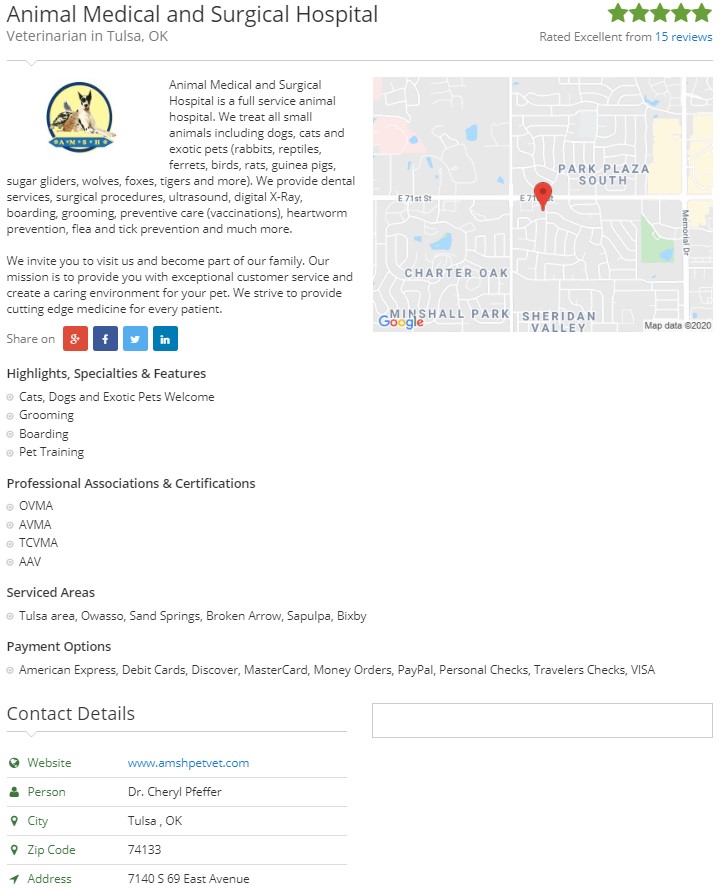 Animal Medical and Surgical Hospital
Veterinarian in Tulsa, OK
Rated Excellent from 15 reviews
Animal Medical and Surgical
Hospital is a full service animal
hospital. We treat all small
animals including dogs, cats and
exotic pets (rabbits, reptiles,
ferrets, birds, rats, guinea pigs,
sugar gliders, wolves, foxes, tigers and more). We provide dental
services, surgical procedures, ultrasound, digital X-Ray,
boarding, grooming, preventive care (vaccinations), heartworm
prevention, flea and tick prevention and much more.
We invite you to visit us and become part of our family. Our
mission is to provide you with exceptional customer service and
create a caring environment for your pet. We strive to provide
cutting edge medicine for every patient.
A M S H
PARK PLAZA
SOUTH
E 71st St
E 71st St
Memorial Dr
CHARTER OAK
MINSHALL PARK
SHERIDAN
VALLEY
Google
Map data ©2020
Share on
Highlights, Specialties & Features
Cats, Dogs and Exotic Pets Welcome
Grooming
Boarding
Pet Training
Professional Associations & Certifications
OVMA
AVMA
TCVMA
AAV
Serviced Areas
Tulsa area, Owasso, Sand Springs, Broken Arrow, Sapulpa, Bixby
Payment Options
American Express, Debit Cards, Discover, MasterCard, Money Orders, PayPal, Personal Checks, Travelers Checks, VISA
Contact Details
Website www.amshpetvet.com
Person Dr. Cheryl Pfeffer
City Tulsa , OK
Zip Code 74133
Address 7140 S 69 East Avenue